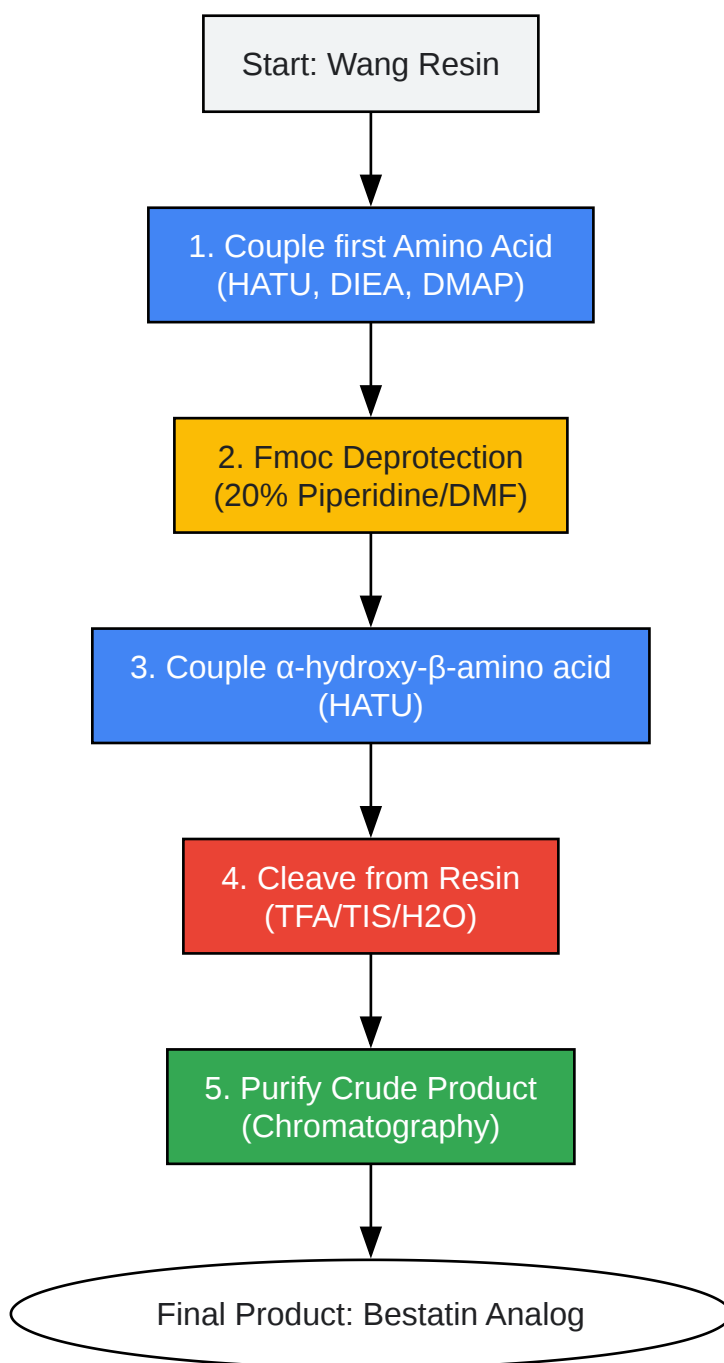 Start: Wang Resin
1. Couple first Amino Acid
(HATU, DIEA, DMAP)
2. Fmoc Deprotection
(20% Piperidine/DMF)
3. Couple α-hydroxy-β-amino acid
(HATU)
4. Cleave from Resin
(TFA/TIS/H2O)
5. Purify Crude Product
(Chromatography)
Final Product: Bestatin Analog